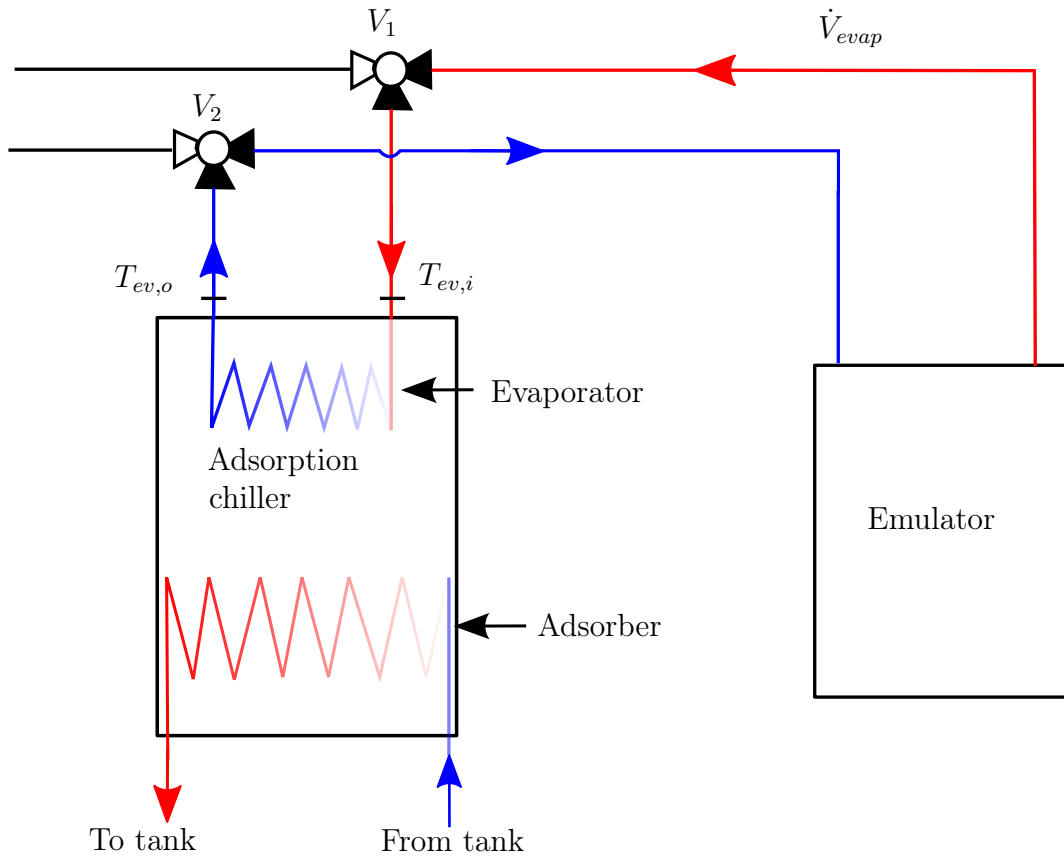 V₁
V̇ₑᵥₐₚ
V₂
Tₑᵥ,ₒ
Tₑᵥ,ᵢ
Evaporator
Adsorption
chiller
Emulator
Adsorber
To tank
From tank